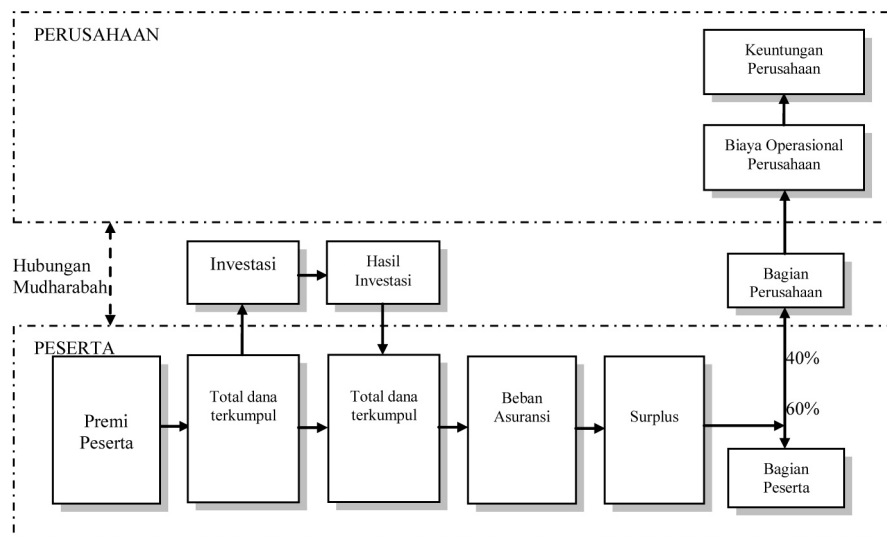 PERUSAHAAN
Keuntungan
Perusahaan
Biaya Operasional
Perusahaan
Hubungan
Mudharabah
Investasi
Hasil
Investasi
Bagian
Perusahaan
PESERTA
Premi
Peserta
Total dana
terkumpul
Total dana
terkumpul
Beban
Asuransi
Surplus
40%
60%
Bagian
Peserta